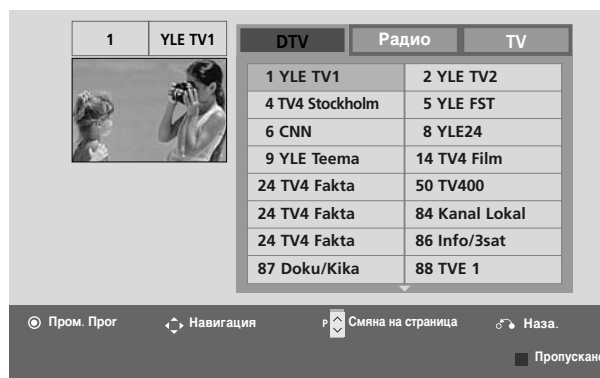 1 YLE TV1
DTV Радио TV
1 YLE TV1 2 YLE TV2
4 TV4 Stockholm 5 YLE FST
6 CNN 8 YLE24
9 YLE Teema 14 TV4 Film
24 TV4 Fakta 50 TV400
24 TV4 Fakta 84 Kanal Lokal
24 TV4 Fakta 86 Info/3sat
87 Doku/Kika 88 TVE 1
Пром. Прог Навигация P Смяна на страница Наза.
Пропускане